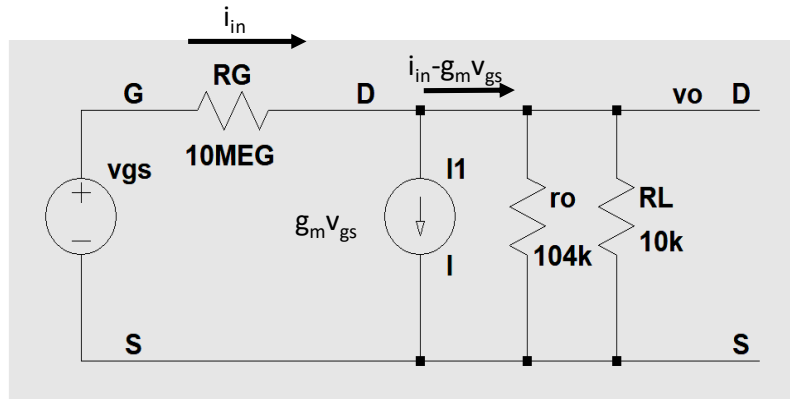 i_in
RG
i_in-g_mv_gs
G
D
vo D
10MEG
vgs
I1
ro
RL
g_mv_gs
10k
104k
I
S
S